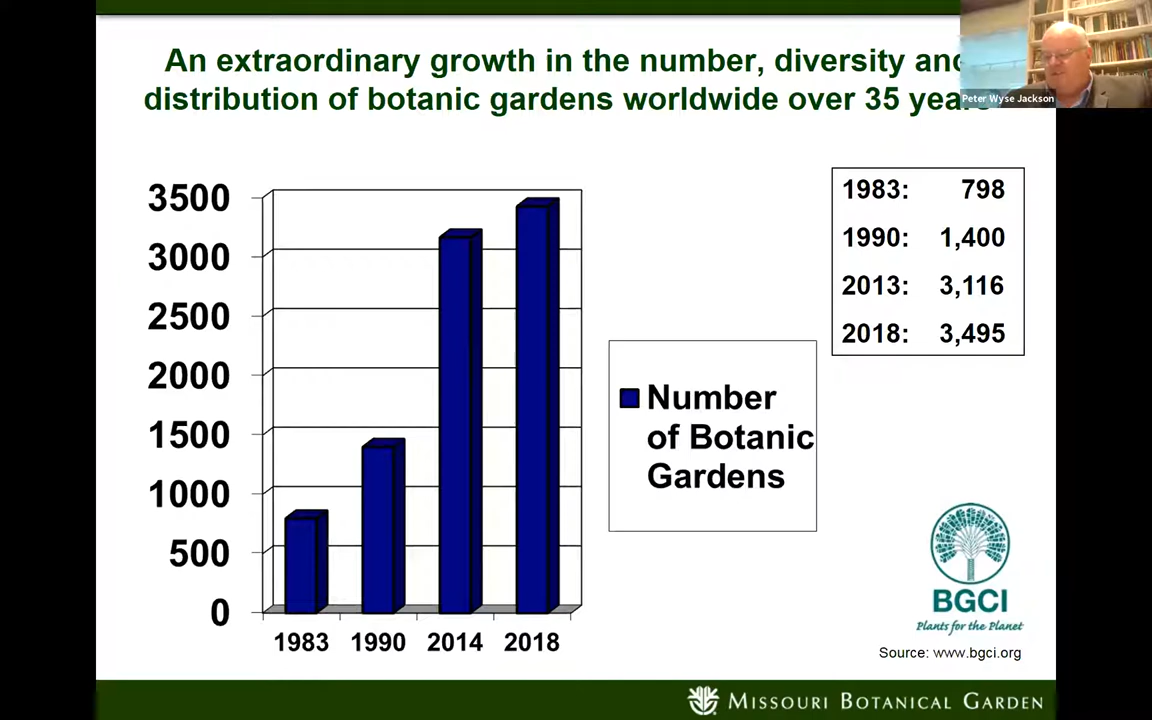 An extraordinary growth in the number, diversity and
distribution of botanic gardens worldwide over 35 years
Peter Wyse Jackson
3500
3000
2500
2000
1500
1000
500
0
1983 1990 2014 2018
Number
of Botanic
Gardens
1983: 798
1990: 1,400
2013: 3,116
2018: 3,495
BGCI
Plants for the Planet
Source: www.bgci.org
MISSOURI BOTANICAL GARDEN